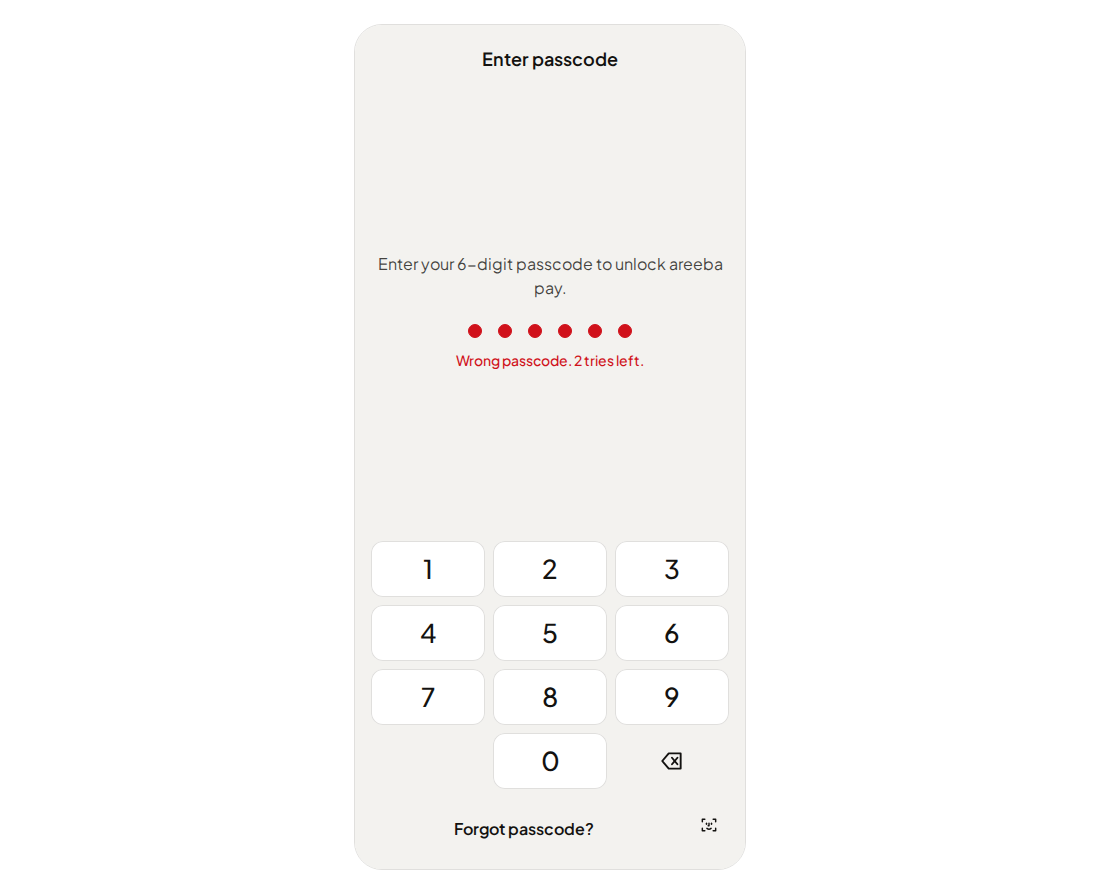 Enter passcode
Enter your 6-digit passcode to unlock areeba
pay.
Wrong passcode. 2 tries left.
1 2 3
4 5 6
7 8 9
0
Forgot passcode?